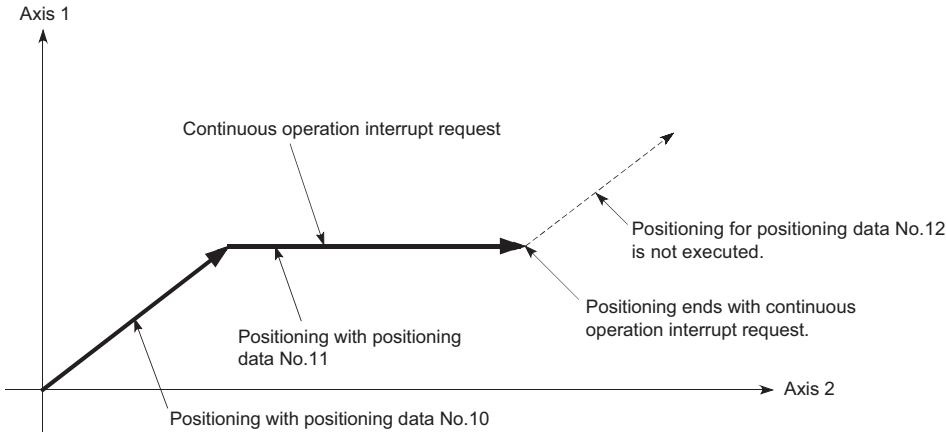 Axis 1
Continuous operation interrupt request
Positioning for positioning data No.12
is not executed.
Positioning ends with continuous
operation interrupt request.
Positioning with positioning
data No.11
Axis 2
Positioning with positioning data No.10